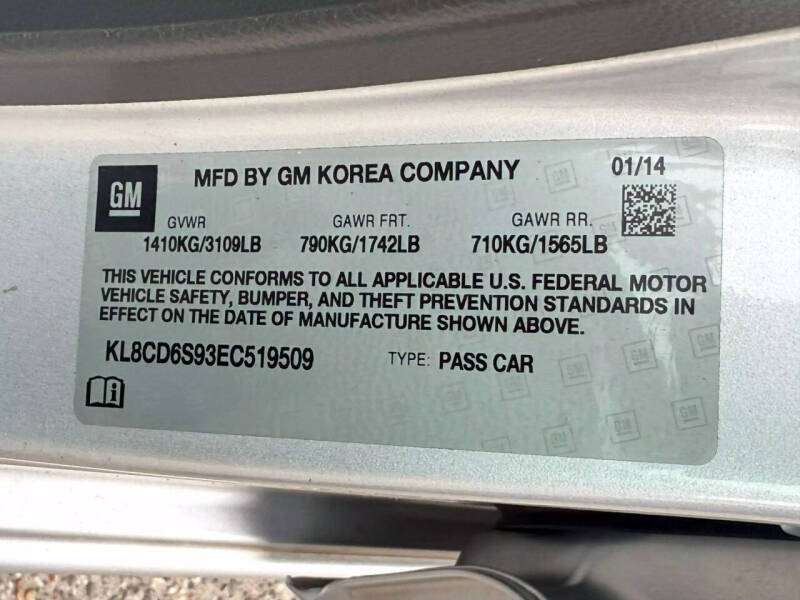 GM MFD BY GM KOREA COMPANY 01/14
GVWR GAWR FRT. GAWR RR.
1410KG/3109LB 790KG/1742LB 710KG/1565LB
THIS VEHICLE CONFORMS TO ALL APPLICABLE U.S. FEDERAL MOTOR
VEHICLE SAFETY, BUMPER, AND THEFT PREVENTION STANDARDS IN
EFFECT ON THE DATE OF MANUFACTURE SHOWN ABOVE.
KL8CD6S93EC519509 TYPE: PASS CAR